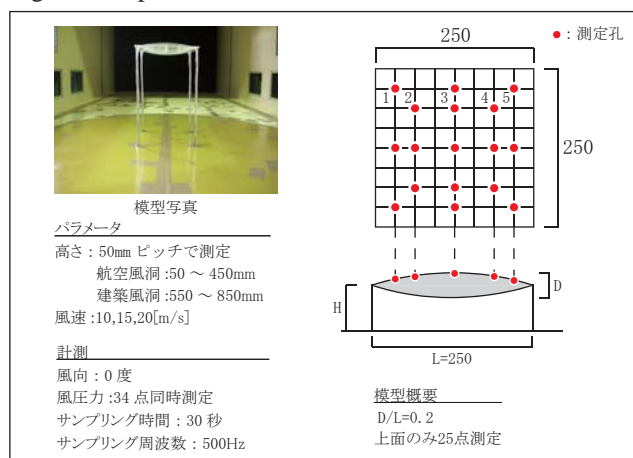 250
●：測定孔
1
2
3
4
5
250
模型写真
パラメータ
高さ：50mm ピッチで測定
航空風洞:50 ～ 450mm
建築風洞:550 ～ 850mm
風速:10,15,20[m/s]
計測
風向：0 度
風圧力:34 点同時測定
サンプリング時間：30 秒
サンプリング周波数：500Hz
H
D
L=250
模型概要
D/L=0.2
上面のみ25点測定